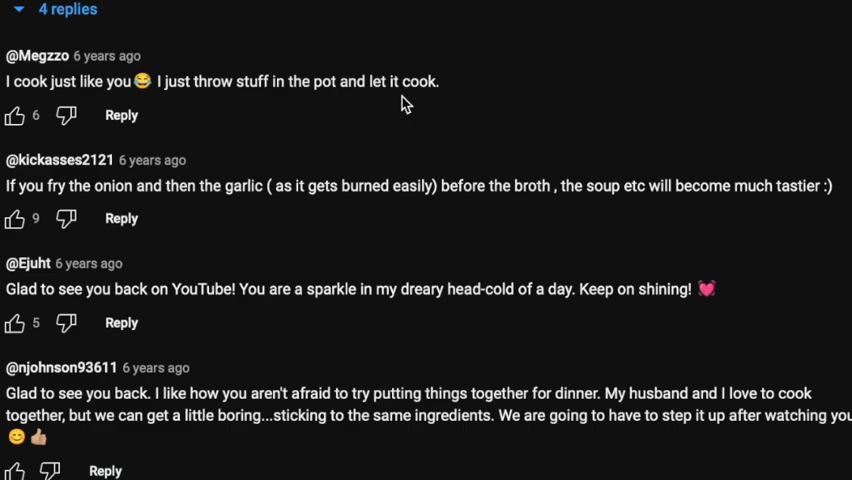 4 replies
@Megzzo 6 years ago
I cook just like you😂 I just throw stuff in the pot and let it cook.
6 Reply
@kickasses2121 6 years ago
If you fry the onion and then the garlic ( as it gets burned easily) before the broth , the soup etc will become much tastier :)
9 Reply
@Ejuht 6 years ago
Glad to see you back on YouTube! You are a sparkle in my dreary head-cold of a day. Keep on shining! 💓
5 Reply
@njohnson93611 6 years ago
Glad to see you back. I like how you aren't afraid to try putting things together for dinner. My husband and I love to cook
together, but we can get a little boring...sticking to the same ingredients. We are going to have to step it up after watching you
😊👍🏽
Reply